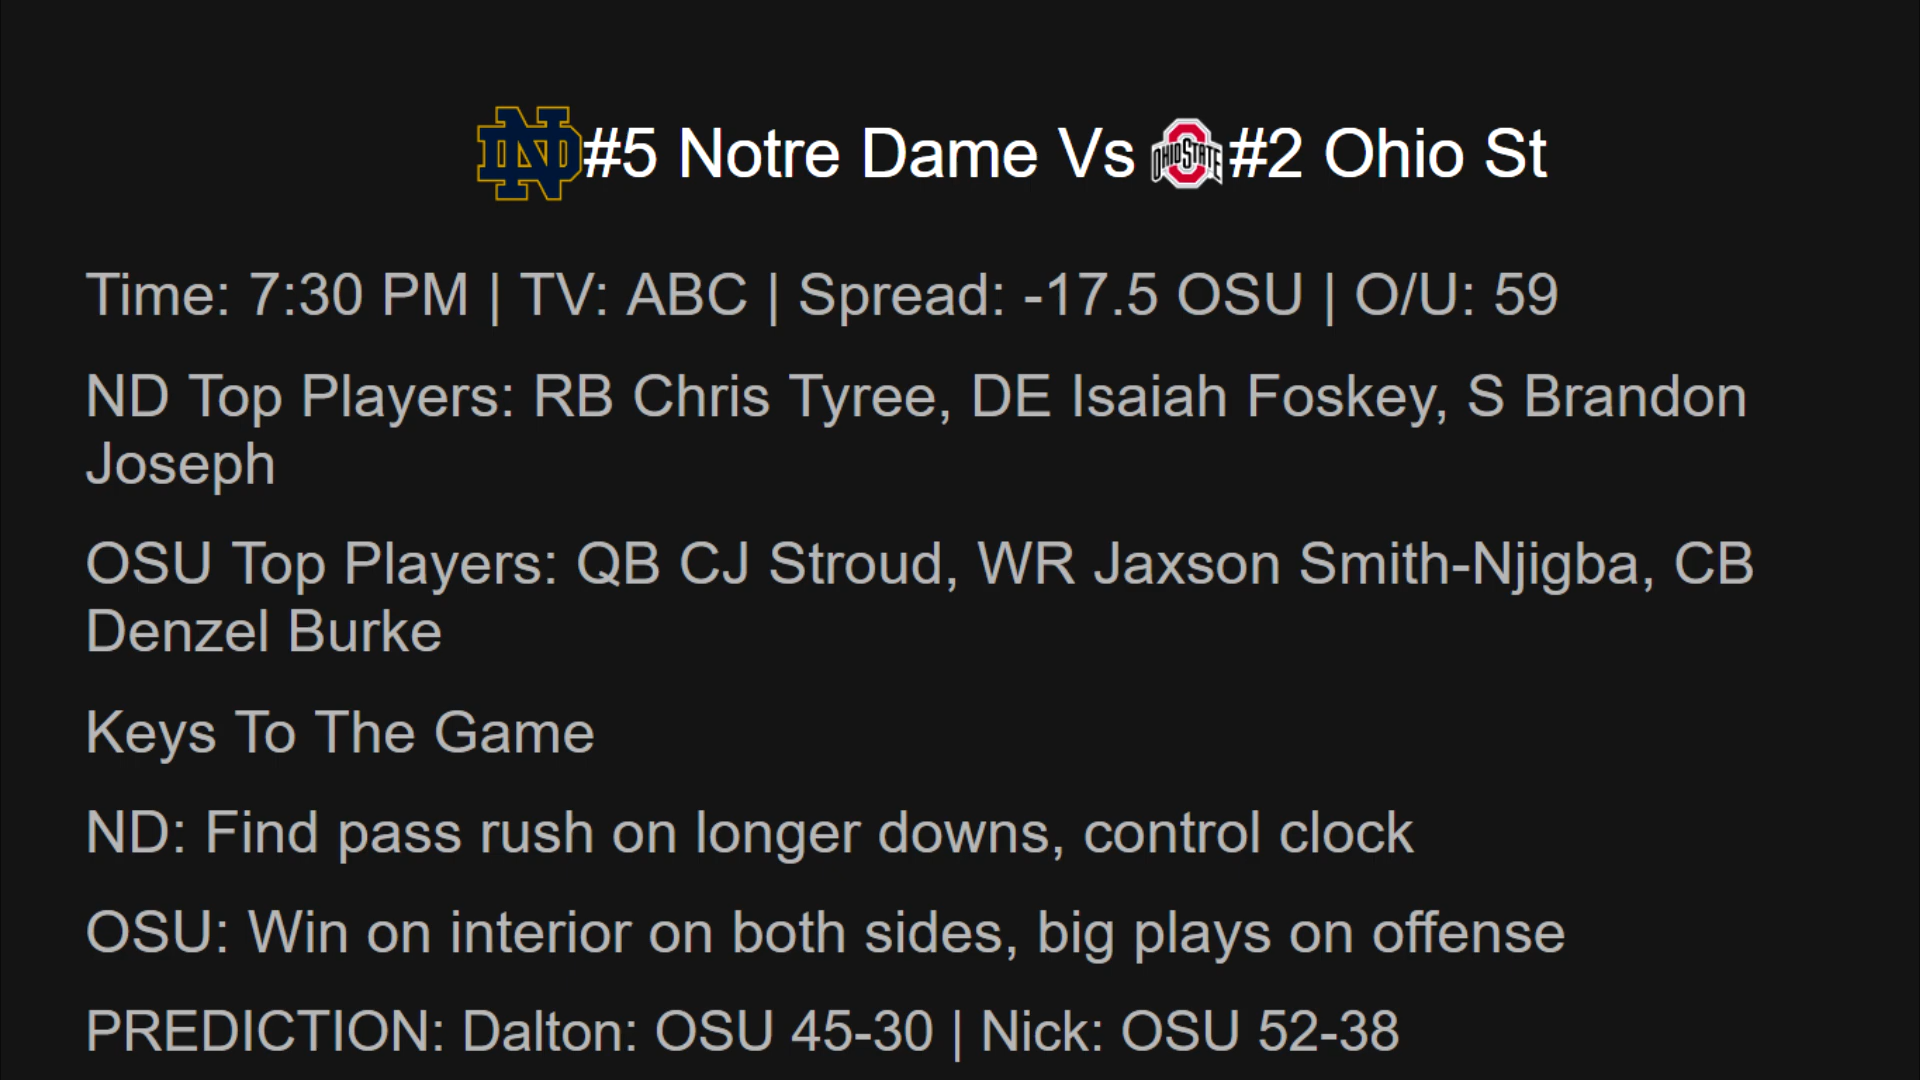 #5 Notre Dame Vs OHIO STATE #2 Ohio St
Time: 7:30 PM | TV: ABC | Spread: -17.5 OSU | O/U: 59
ND Top Players: RB Chris Tyree, DE Isaiah Foskey, S Brandon
Joseph
OSU Top Players: QB CJ Stroud, WR Jaxson Smith-Njigba, CB
Denzel Burke
Keys To The Game
ND: Find pass rush on longer downs, control clock
OSU: Win on interior on both sides, big plays on offense
PREDICTION: Dalton: OSU 45-30 | Nick: OSU 52-38